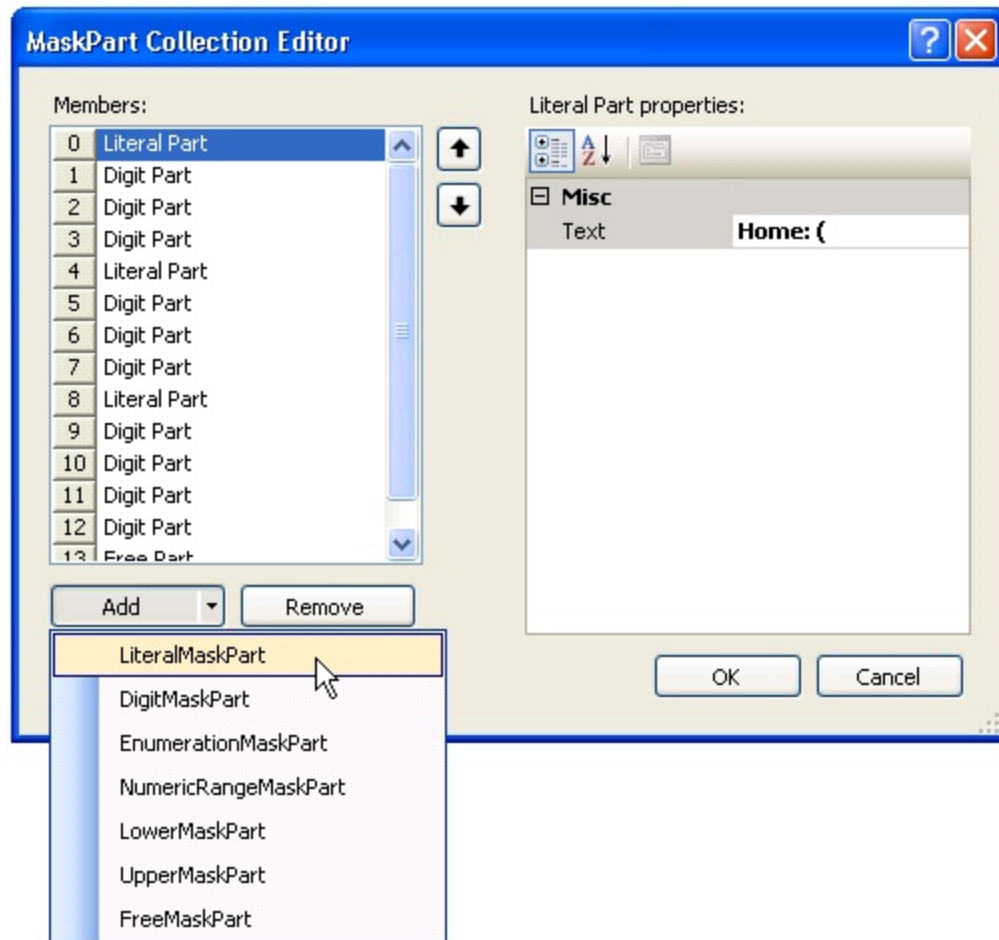 MaskPart Collection Editor
Members:
0 Literal Part
1 Digit Part
2 Digit Part
3 Digit Part
4 Literal Part
5 Digit Part
6 Digit Part
7 Digit Part
8 Literal Part
9 Digit Part
10 Digit Part
11 Digit Part
12 Digit Part
13 Free Part
Add
Remove
LiteralMaskPart
DigitMaskPart
EnumerationMaskPart
NumericRangeMaskPart
LowerMaskPart
UpperMaskPart
FreeMaskPart
Literal Part properties:
A Z
Misc
Text Home: (
OK
Cancel